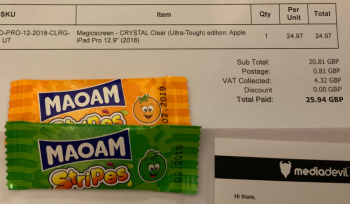 SKU Item Qty Per Unit Total
O-PRO-12-2018-CLRG-UT Magicscreen - CRYSTAL Clear (Ultra-Tough) edition: Apple iPad Pro 12.9" (2018) 1 24.97 24.97
Sub Total: 20.81 GBP
Postage: 0.81 GBP
VAT Collected: 4.32 GBP
Discount 0.00 GBP
Total Paid: 25.94 GBP
MAOAM
Stripes
02.2019
MAOAM
Stripes
02.2019
mediadevil
Hi there,